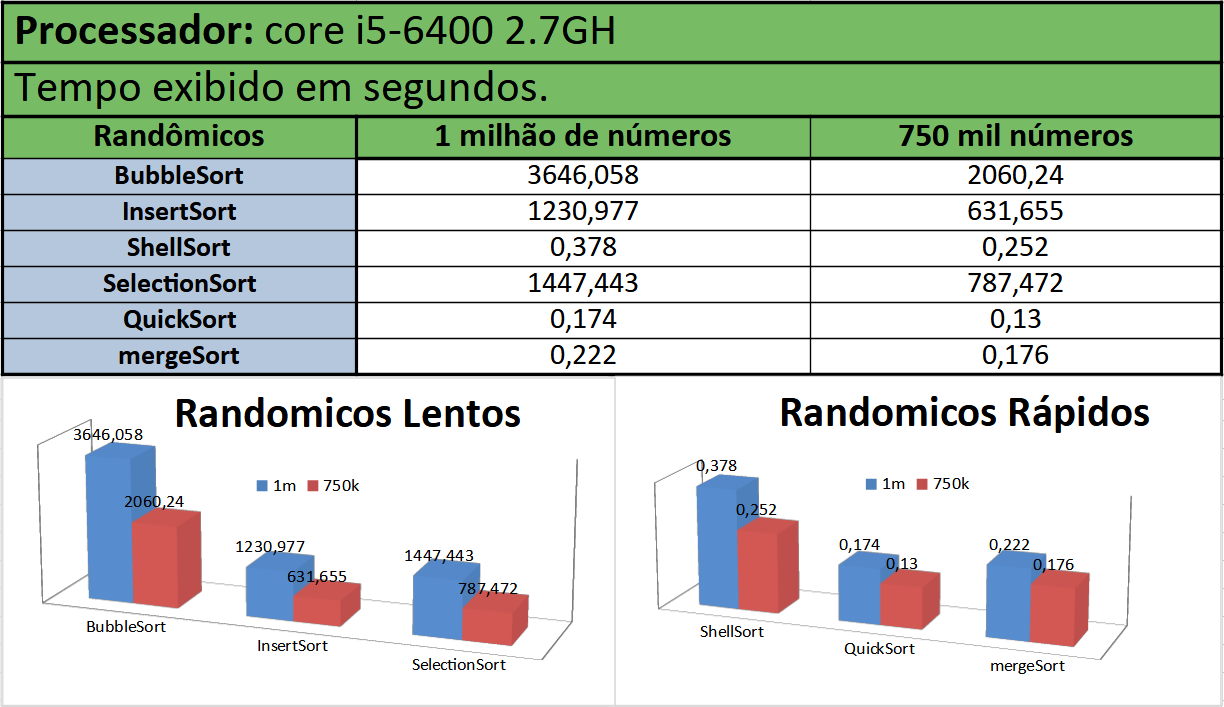 Processador: core i5-6400 2.7GH
Tempo exibido em segundos.
Randômicos 1 milhão de números 750 mil números
BubbleSort 3646,058 2060,24
InsertSort 1230,977 631,655
ShellSort 0,378 0,252
SelectionSort 1447,443 787,472
QuickSort 0,174 0,13
mergeSort 0,222 0,176
Randomicos Lentos
1m 750k
3646,058
2060,24
1230,977
631,655
1447,443
787,472
BubbleSort
InsertSort
SelectionSort
Randomicos Rápidos
1m 750k
0,378
0,252
0,174
0,13
0,222
0,176
ShellSort
QuickSort
mergeSort